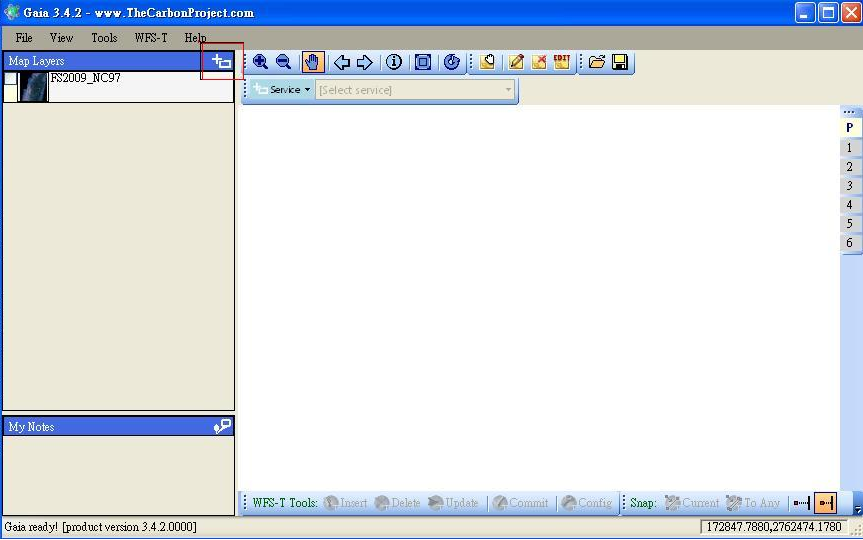 Gaia 3.4.2 - www.TheCarbonProject.com
File View Tools WFS-T Help
Map Layers
FS2009_NC97
EDIT
Service [Select service]
P
1
2
3
4
5
6
My Notes
WFS-T Tools: Insert Delete Update Commit Config Snap: Current To Any
Gaia ready! [product version 3.4.2.0000] 172847.7880,2762474.1780